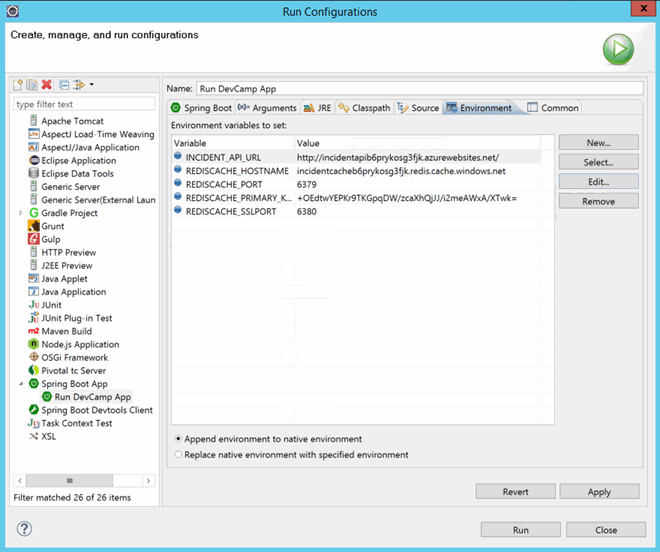 Run Configurations
Create, manage, and run configurations
type filter text
Apache Tomcat
AspectJ Load-Time Weaving
AspectJ/Java Application
Eclipse Application
Eclipse Data Tools
Generic Server
Generic Server(External Laun
Gradle Project
Grunt
Gulp
HTTP Preview
J2EE Preview
Java Applet
Java Application
JUnit
JUnit Plug-in Test
Maven Build
Node.js Application
OSGi Framework
Pivotal tc Server
Spring Boot App
Run DevCamp App
Spring Boot Devtools Client
Task Context Test
XSL
Filter matched 26 of 26 items
Name: Run DevCamp App
Spring Boot Arguments JRE Classpath Source Environment Common
Environment variables to set:
Variable Value
INCIDENT_API_URL http://incidentapib6prykosg3fjk.azurewebsites.net/
REDISCACHE_HOSTNAME incidentcacheb6prykosg3fjk.redis.cache.windows.net
REDISCACHE_PORT 6379
REDISCACHE_PRIMARY_K... +OEdtwYEPKr9TKGpqDW/zcaXhQjJJ/i2meAWxA/XTwk=
REDISCACHE_SSLPORT 6380
New...
Select...
Edit...
Remove
Append environment to native environment
Replace native environment with specified environment
Revert Apply
Run Close